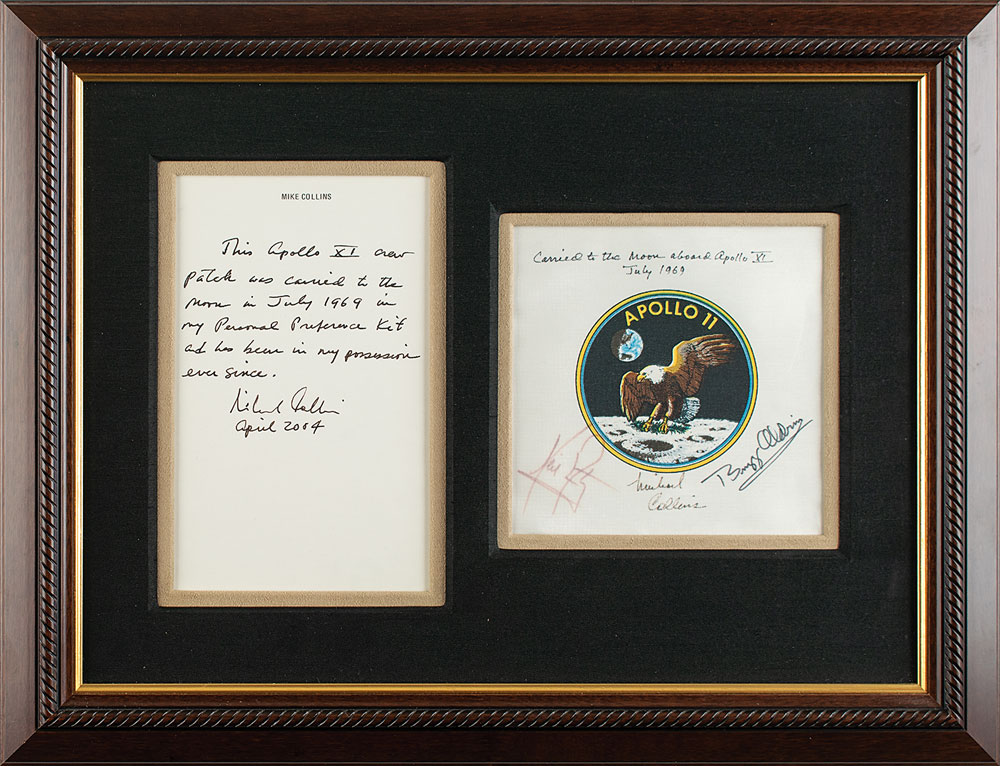 MIKE COLLINS
This Apollo XI crew
patch was carried to the
Moon in July 1969 in
my Personal Preference Kit
and has been in my possession
ever since.
Michael Collins
April 2004
Carried to the Moon aboard Apollo XI
July 1969
APOLLO 11
Buzz Aldrin
Michael
Collins